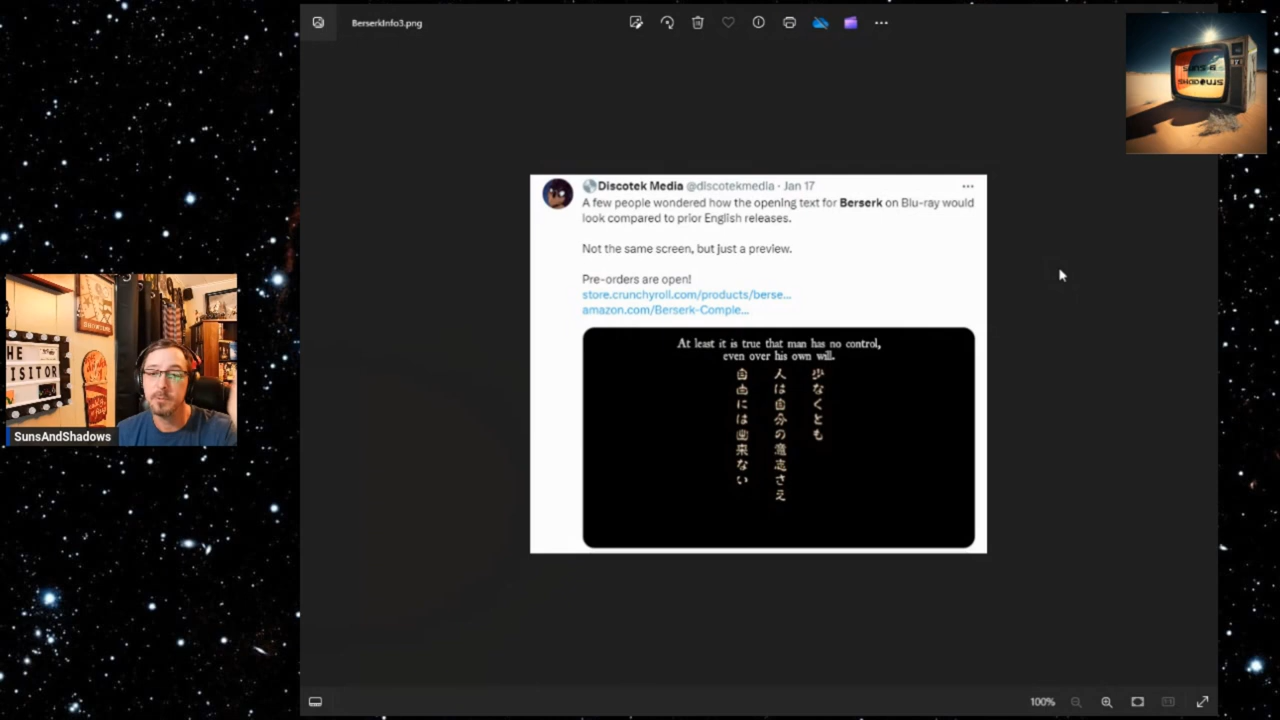 BerserkInfo3.png
SUNS &
SHADOWS
Discotek Media @discotekmedia · Jan 17
A few people wondered how the opening text for Berserk on Blu-ray would
look compared to prior English releases.
Not the same screen, but just a preview.
Pre-orders are open!
store.crunchyroll.com/products/berse...
amazon.com/Berserk-Comple...
At least it is true that man has no control,
even over his own will.
少なくとも
人は自分の意志さえ
自由には出来ない
HE
ISITOR
SunsAndShadows
100%